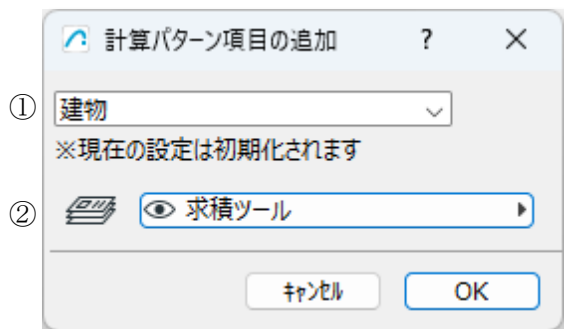 計算パターン項目の追加 ? ×
① 建物
※現在の設定は初期化されます
② 求積ツール
キャンセル OK